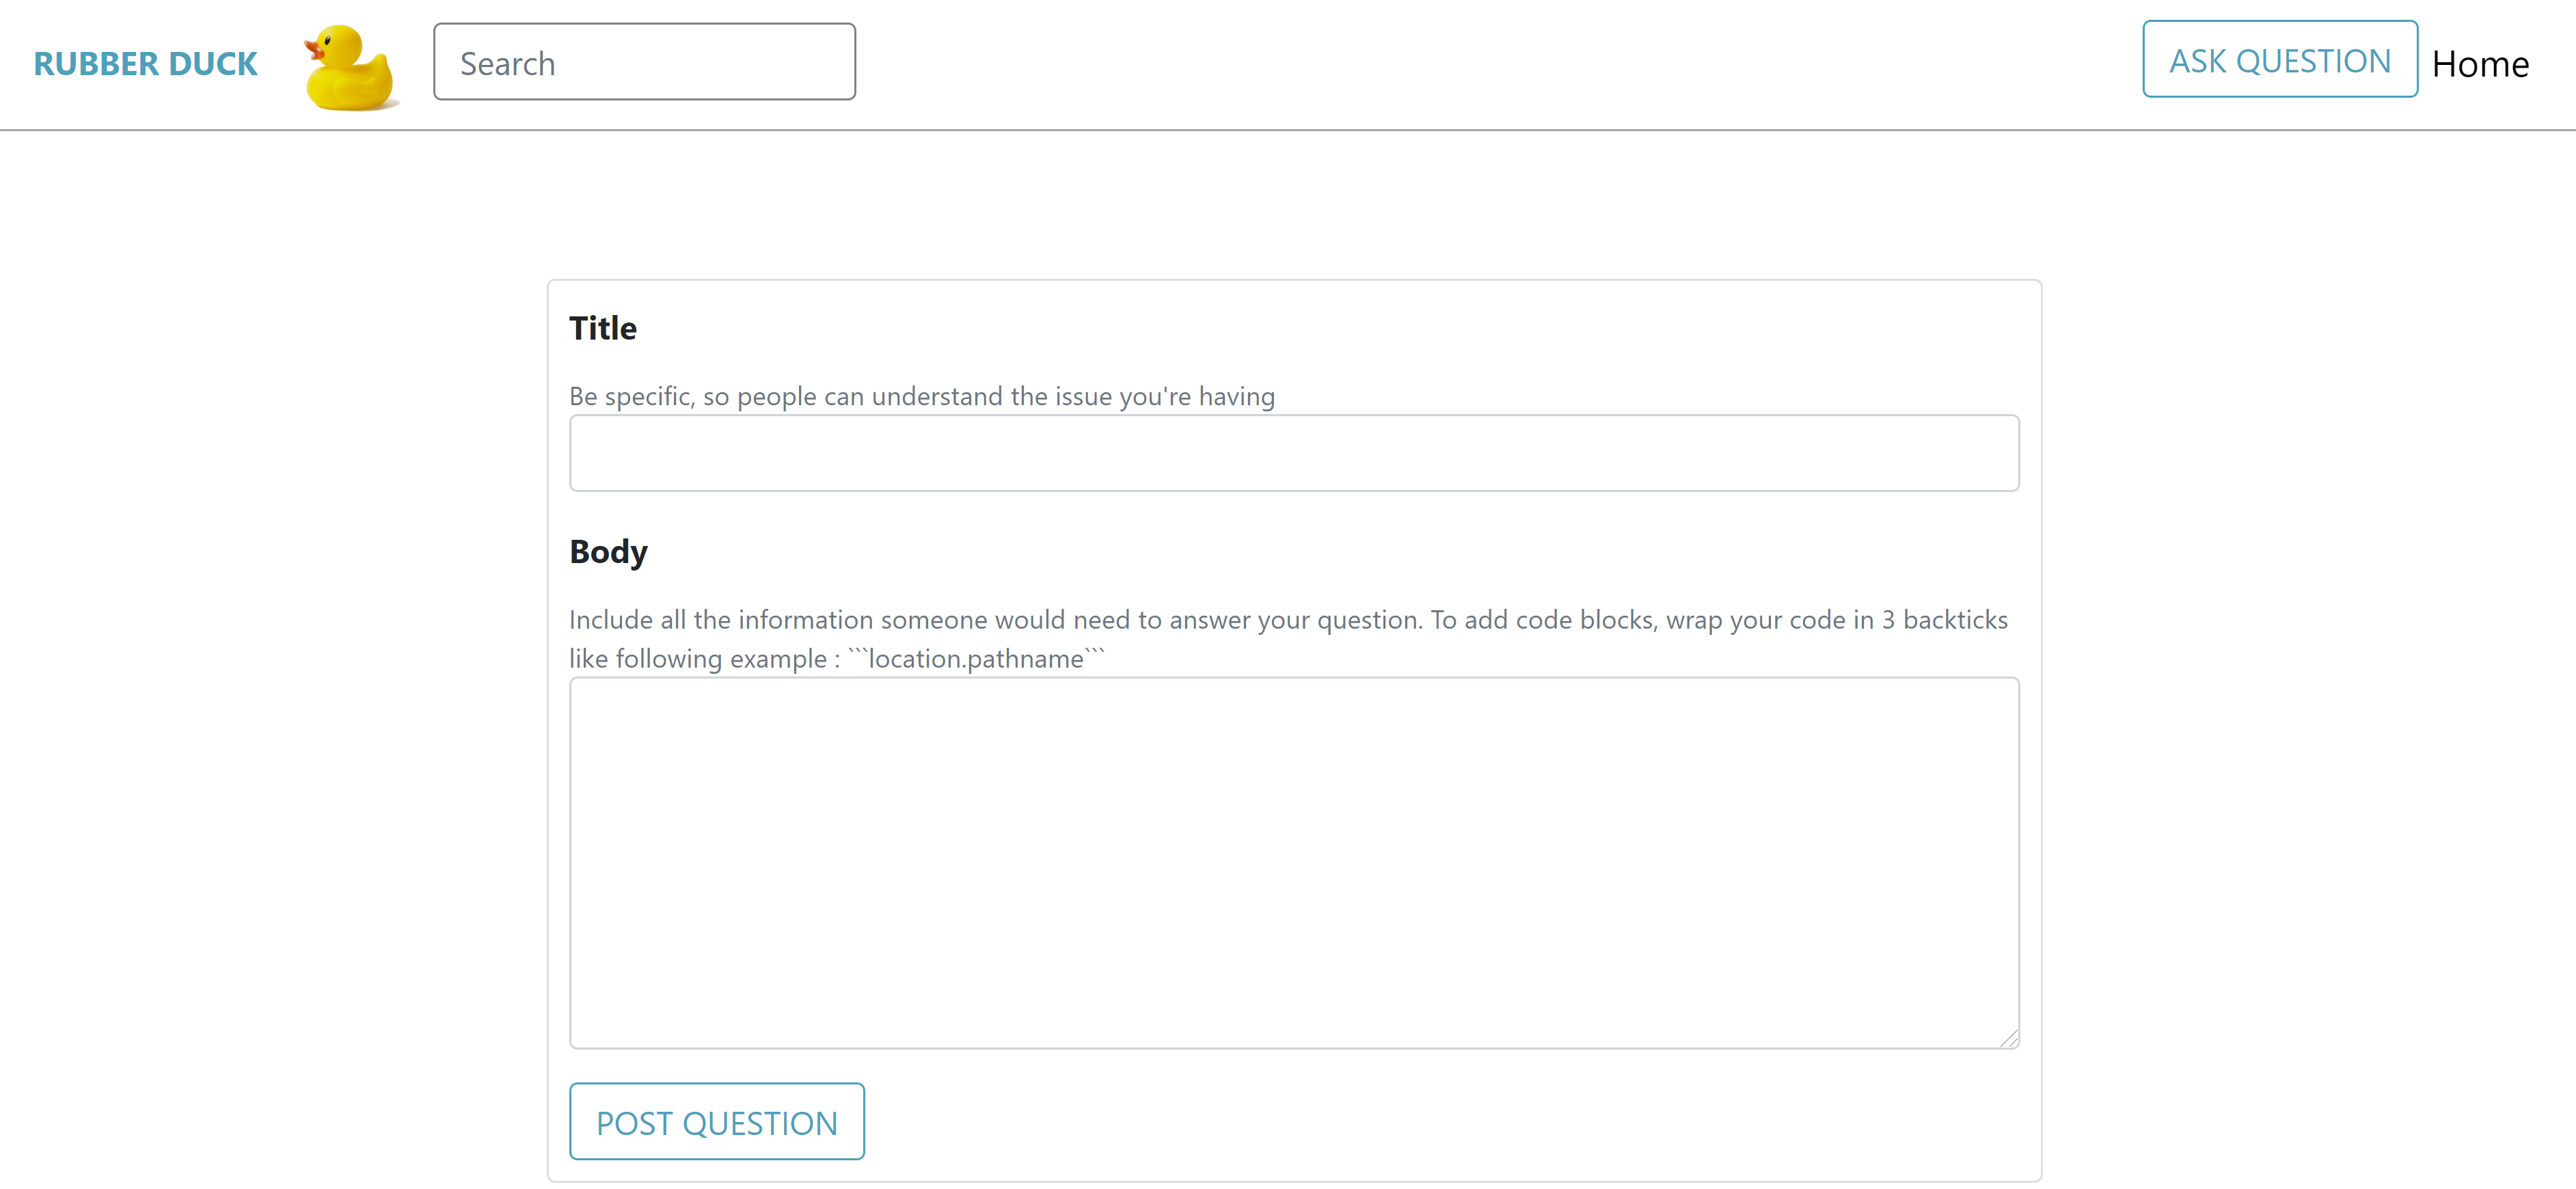 RUBBER DUCK
Search
ASK QUESTION
Home
Title
Be specific, so people can understand the issue you're having
Body
Include all the information someone would need to answer your question. To add code blocks, wrap your code in 3 backticks
like following example : ```location.pathname```
POST QUESTION